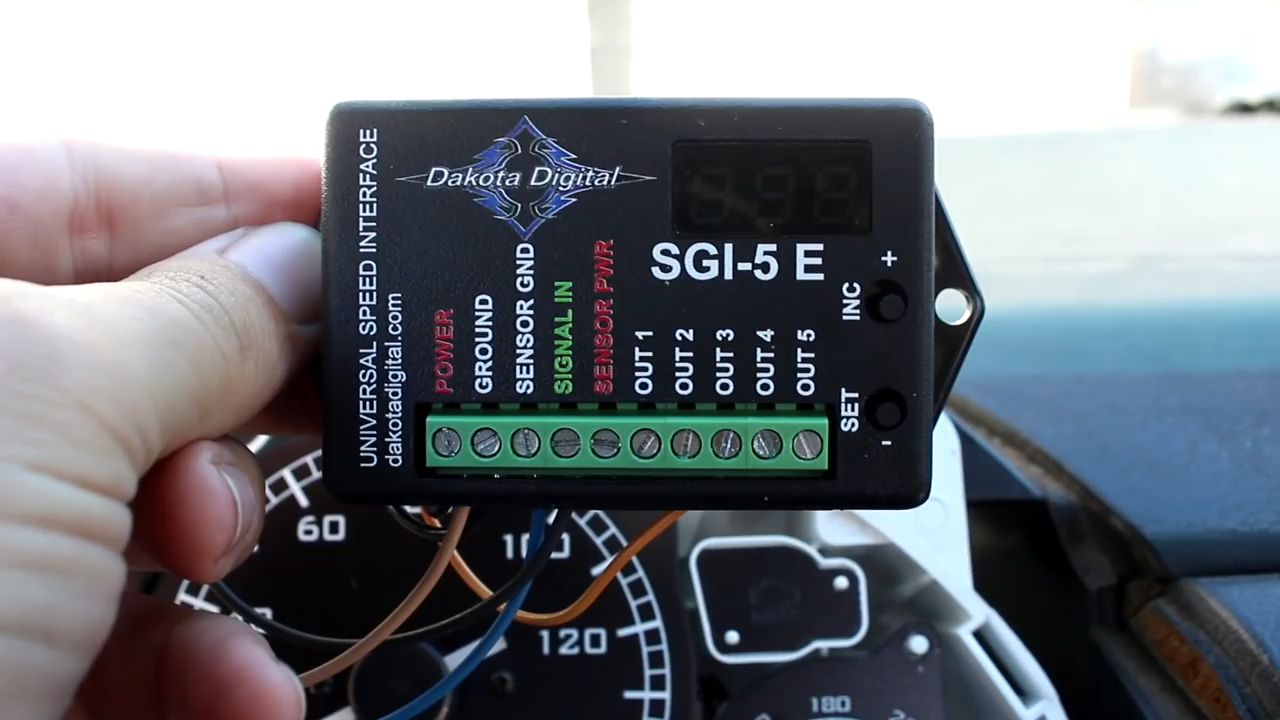 UNIVERSAL SPEED INTERFACE
dakotadigital.com
Dakota Digital
SGI-5 E
POWER
GROUND
SENSOR GND
SIGNAL IN
SENSOR PWR
OUT 1
OUT 2
OUT 3
OUT 4
OUT 5
+
INC
SET
-
60
100
120
180